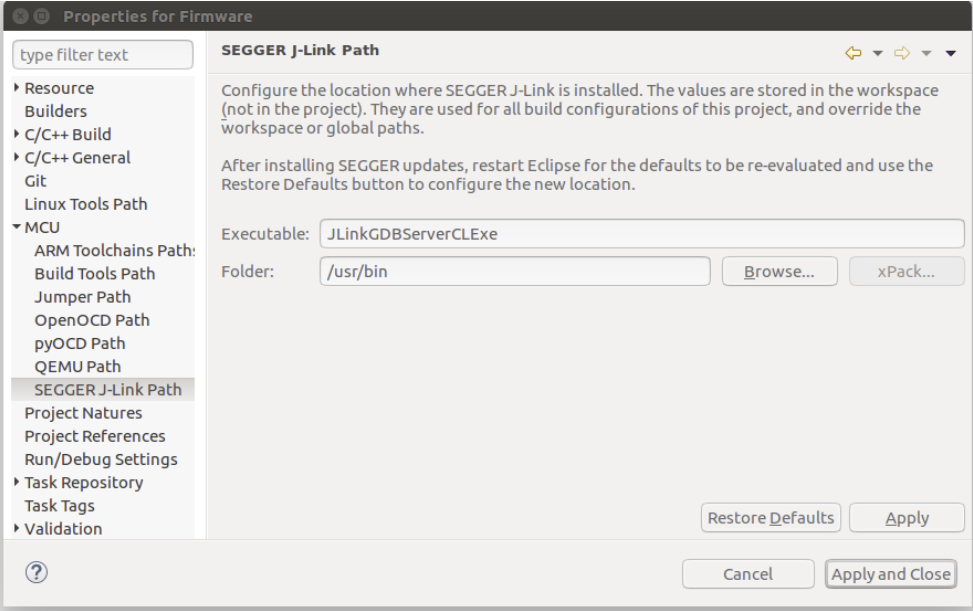 Properties for Firmware
type filter text
Resource
Builders
C/C++ Build
C/C++ General
Git
Linux Tools Path
MCU
ARM Toolchains Paths
Build Tools Path
Jumper Path
OpenOCD Path
pyOCD Path
QEMU Path
SEGGER J-Link Path
Project Natures
Project References
Run/Debug Settings
Task Repository
Task Tags
Validation
SEGGER J-Link Path
Configure the location where SEGGER J-Link is installed. The values are stored in the workspace
(not in the project). They are used for all build configurations of this project, and override the
workspace or global paths.
After installing SEGGER updates, restart Eclipse for the defaults to be re-evaluated and use the
Restore Defaults button to configure the new location.
Executable: JLinkGDBServerCLExe
Folder: /usr/bin Browse... xPack...
Restore Defaults Apply
? Cancel Apply and Close